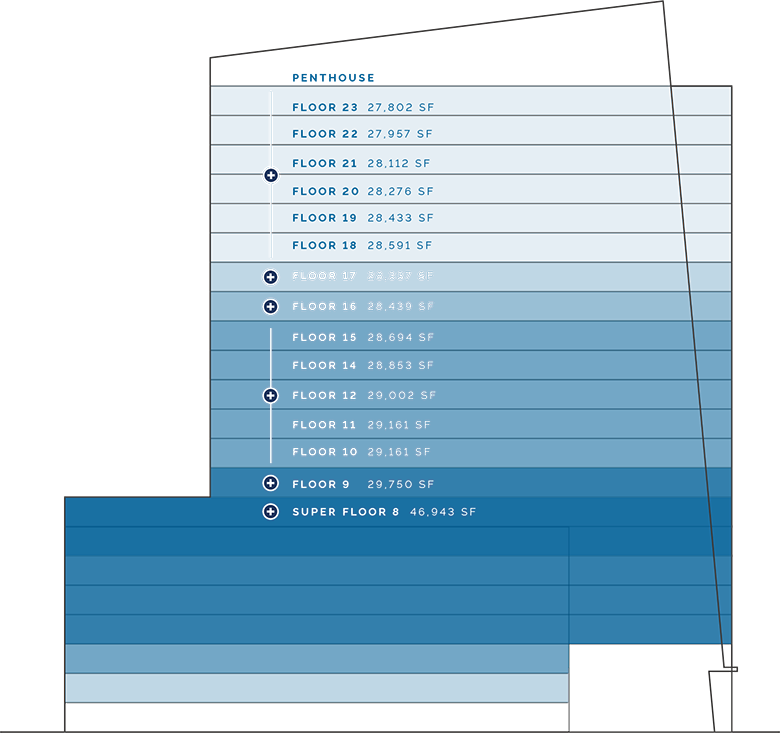 PENTHOUSE
FLOOR 23 27,802 SF
FLOOR 22 27,957 SF
FLOOR 21 28,112 SF
FLOOR 20 28,276 SF
FLOOR 19 28,433 SF
FLOOR 18 28,591 SF
FLOOR 17 SF
FLOOR 16 28,439 SF
FLOOR 15 28,694 SF
FLOOR 14 28,853 SF
FLOOR 12 29,002 SF
FLOOR 11 29,161 SF
FLOOR 10 29,161 SF
FLOOR 9 29,750 SF
SUPER FLOOR 8 46,943 SF